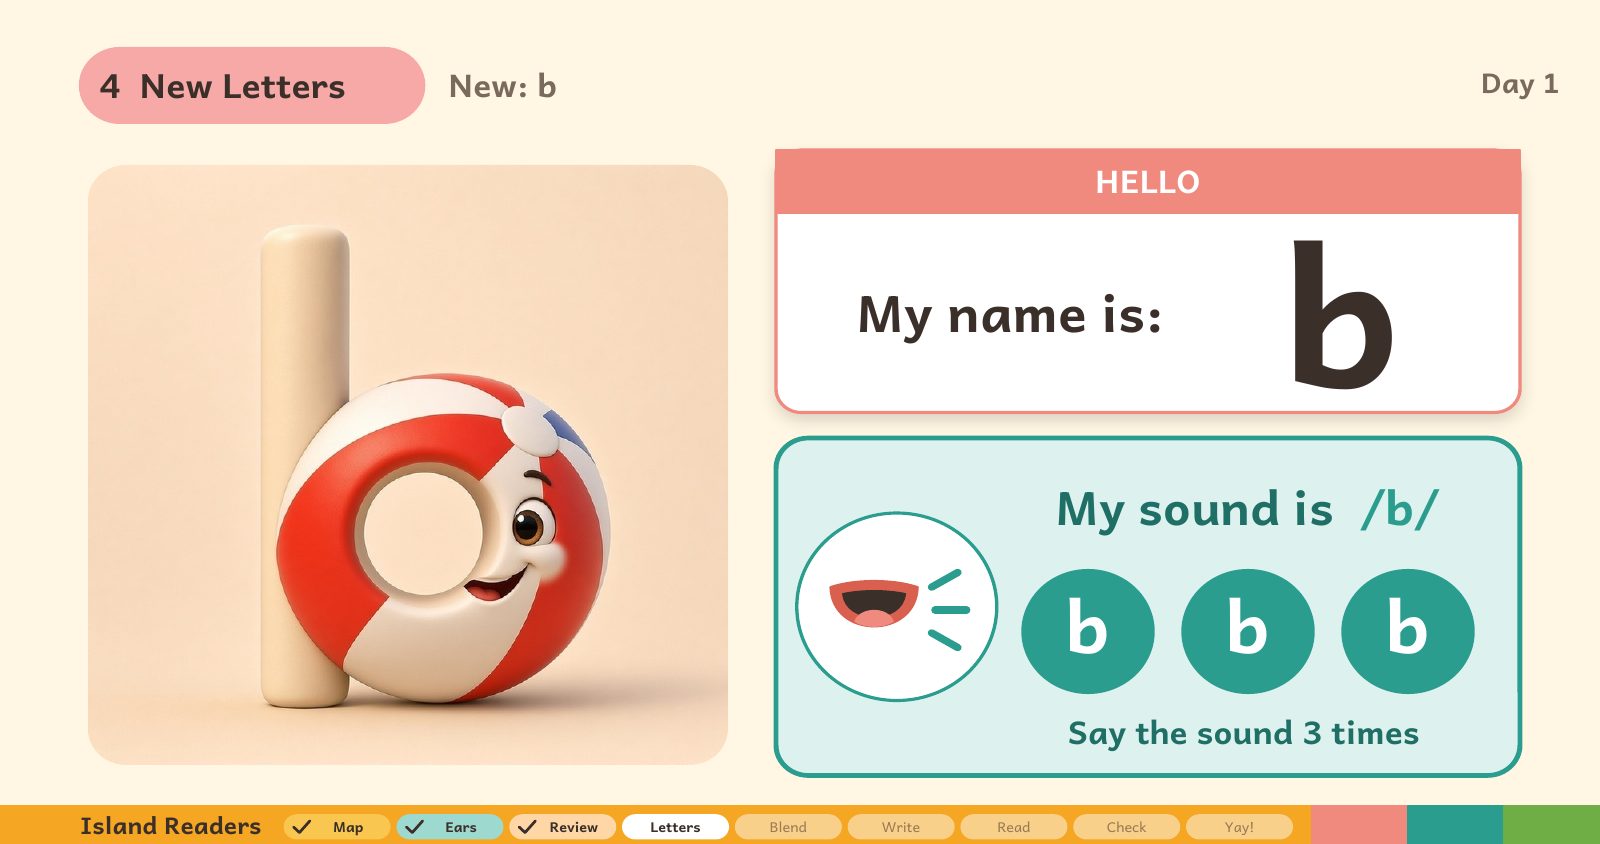 4 New Letters
New: b
Day 1
HELLO
My name is: b
My sound is /b/
b b b
Say the sound 3 times
Island Readers
Map
Ears
Review
Letters
Blend
Write
Read
Check
Yay!